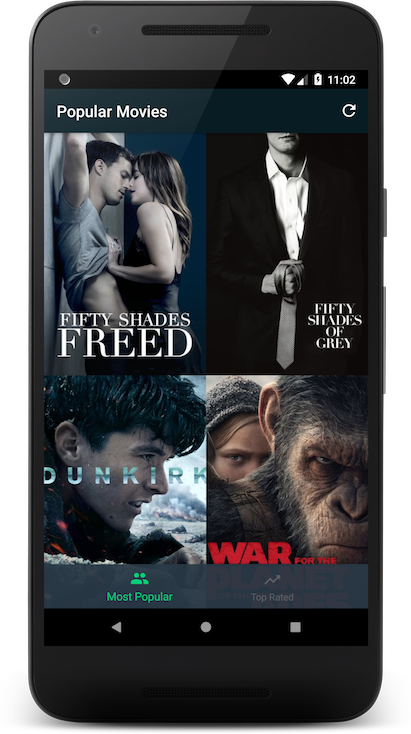 11:02
Popular Movies
FIFTY SHADES
FREED
FIFTY
SHADES
OF
GREY
DUNKIRK
WAR FOR THE
PLANET
Most Popular
Top Rated